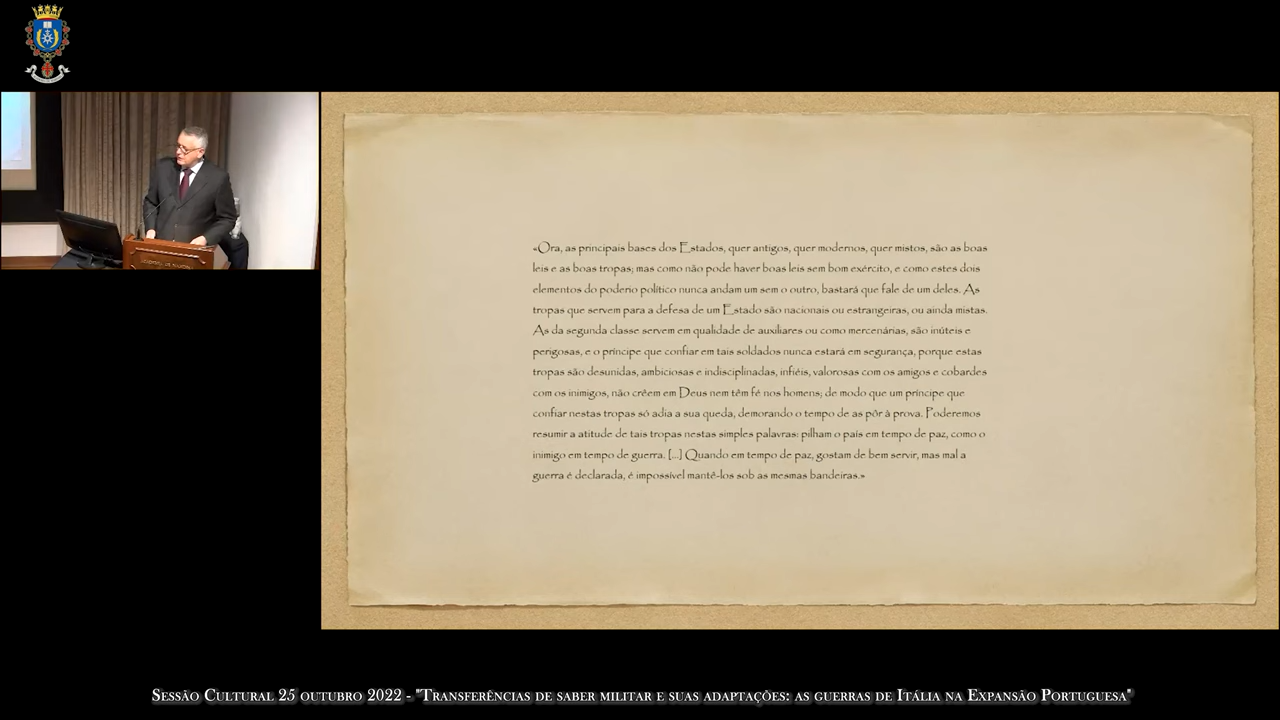 «Ora, as principais bases dos Estados, quer antigos, quer modernos, quer mistos, são as boas
leis e as boas tropas; mas como não pode haver boas leis sem bom exército, e como estes dois
elementos do poderio político nunca andam um sem o outro, bastará que fale de um deles. As
tropas que servem para a defesa de um Estado são nacionais ou estrangeiras, ou ainda mistas.
As da segunda classe servem em qualidade de auxiliares ou como mercenárias, são inúteis e
perigosas, e o príncipe que confiar em tais soldados nunca estará em segurança, porque estas
tropas são desunidas, ambiciosas e indisciplinadas, infiéis, valorosas com os amigos e cobardes
com os inimigos, não crêem em Deus nem têm fé nos homens; de modo que um príncipe que
confiar nestas tropas só adia a sua queda, demorando o tempo de as pôr à prova. Poderemos
resumir a atitude de tais tropas nestas simples palavras: pilham o país em tempo de paz, como o
inimigo em tempo de guerra. [...] Quando em tempo de paz, gostam de bem servir, mas mal a
guerra é declarada, é impossível mantê-los sob as mesmas bandeiras.»
Sessão Cultural 25 outubro 2022 - "Transferências de saber militar e suas adaptações: as guerras de Itália na Expansão Portuguesa"